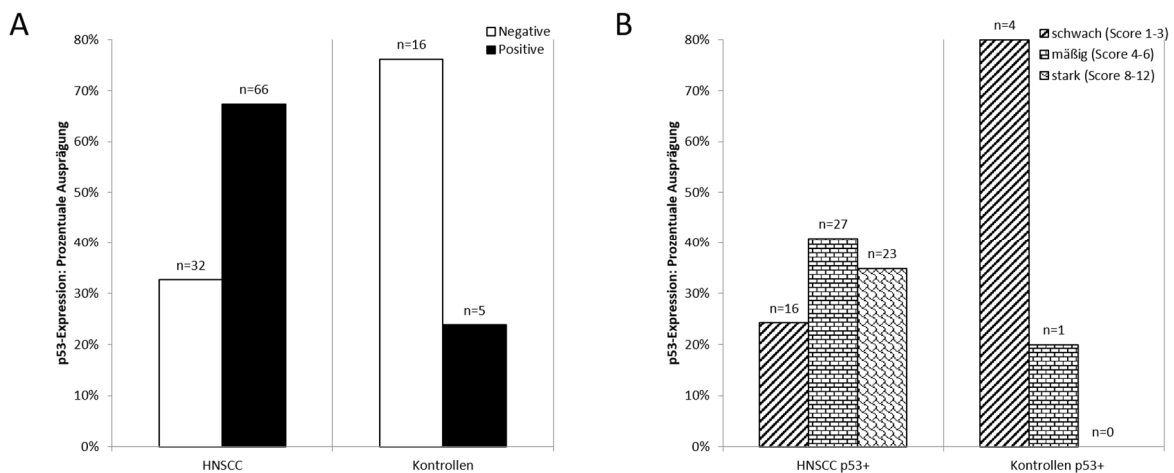 A
p53-Expression: Prozentuale Ausprägung
80%
70%
60%
50%
40%
30%
20%
10%
0%
Negative
Positive
n=32
n=66
n=16
n=5
HNSCC
Kontrollen
B
p53-Expression: Prozentuale Ausprägung
80%
70%
60%
50%
40%
30%
20%
10%
0%
schwach (Score 1-3)
mäßig (Score 4-6)
stark (Score 8-12)
n=16
n=27
n=23
n=4
n=1
n=0
HNSCC p53+
Kontrollen p53+